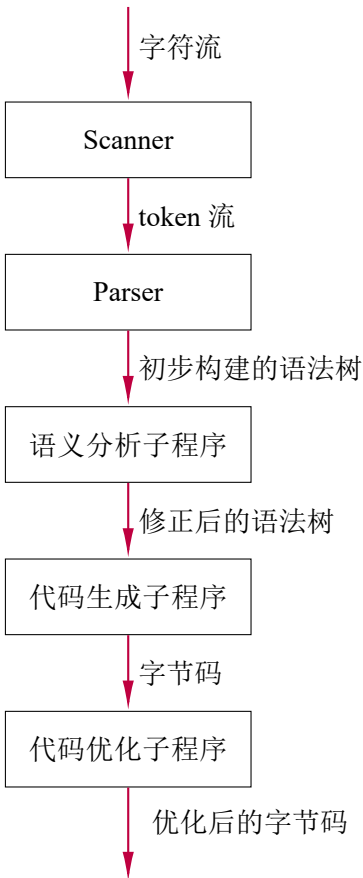 字符流
Scanner
token 流
Parser
初步构建的语法树
语义分析子程序
修正后的语法树
代码生成子程序
字节码
代码优化子程序
优化后的字节码